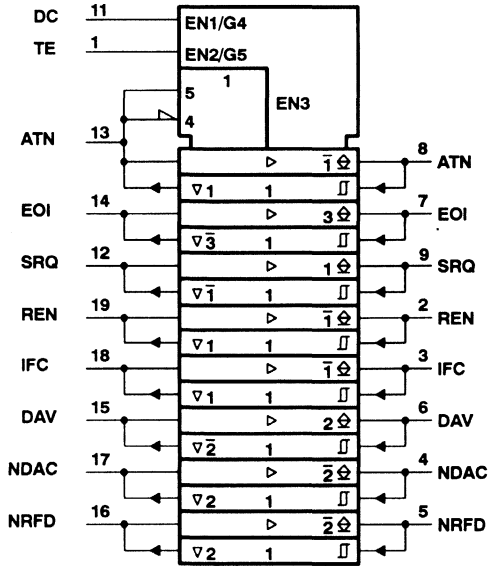 DC 11 EN1/G4
TE 1 EN2/G5
1
5 EN3
4
ATN 13
▷ 1̅ 8 ATN
▽1 1
EOI 14 ▷ 3 7 EOI
▽3̅ 1
SRQ 12 ▷ 1 9 SRQ
▽1̅ 1
REN 19 ▷ 1̅ 2 REN
▽1 1
IFC 18 ▷ 1̅ 3 IFC
▽1 1
DAV 15 ▷ 2 6 DAV
▽2̅ 1
NDAC 17 ▷ 2̅ 4 NDAC
▽2 1
NRFD 16 ▷ 2̅ 5 NRFD
▽2 1